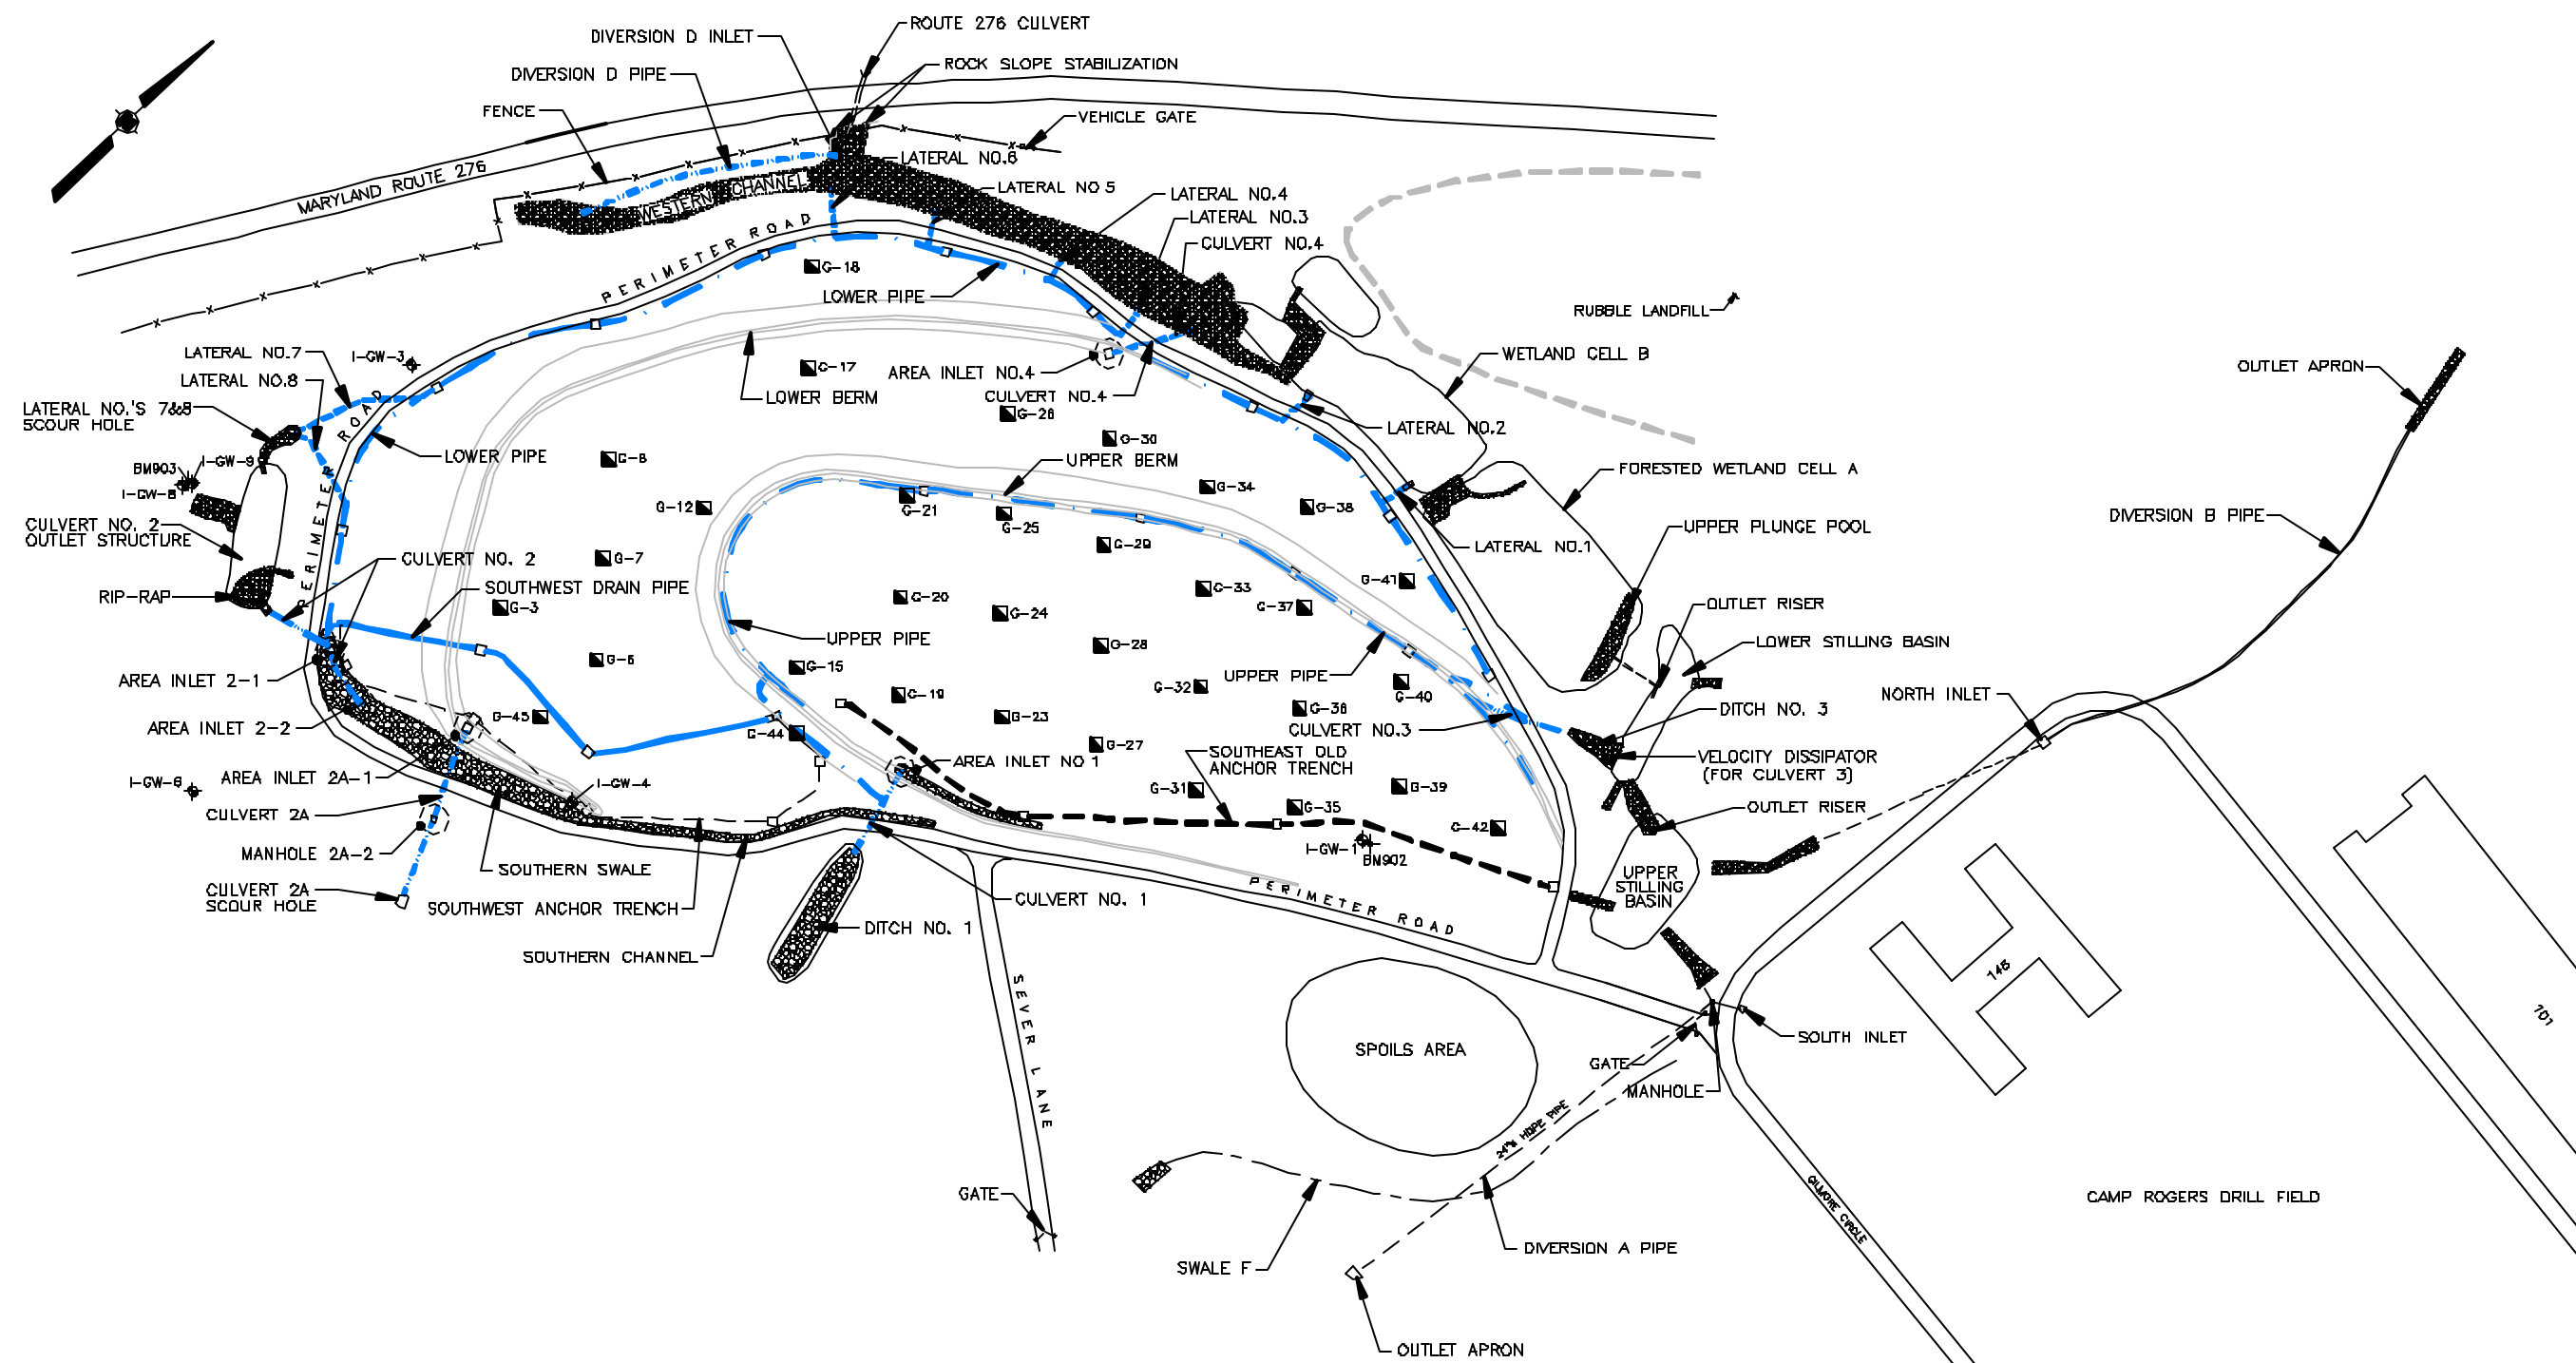 ROUTE 276 CULVERT
DIVERSION D INLET
ROCK SLOPE STABILIZATION
DIVERSION D PIPE
FENCE
VEHICLE GATE
MARYLAND ROUTE 276
LATERAL NO.6
WESTERN CHANNEL
LATERAL NO 5
LATERAL NO.4
LATERAL NO.3
CULVERT NO.4
PERIMETER ROAD
G-18
LOWER PIPE
RUBBLE LANDFILL
LATERAL NO.7
I-GW-3
LATERAL NO.8
G-17
AREA INLET NO.4
WETLAND CELL B
OUTLET APRON
LOWER BERM
CULVERT NO.4
LATERAL NO.'S 7&8
SCOUR HOLE
G-26
LATERAL NO.2
G-30
PERIMETER ROAD
LOWER PIPE
G-8
UPPER BERM
BM903
I-GW-9
FORESTED WETLAND CELL A
I-GW-8
G-34
G-12
G-21
G-25
G-38
DIVERSION B PIPE
CULVERT NO. 2
OUTLET STRUCTURE
UPPER PLUNGE POOL
LATERAL NO.1
G-29
CULVERT NO. 2
G-7
SOUTHWEST DRAIN PIPE
G-41
G-33
RIP-RAP
G-3
G-20
G-24
G-37
OUTLET RISER
UPPER PIPE
G-28
LOWER STILLING BASIN
G-6
G-15
UPPER PIPE
AREA INLET 2-1
G-32
G-40
G-19
NORTH INLET
G-36
DITCH NO. 3
G-45
G-23
AREA INLET 2-2
CULVERT NO.3
G-44
G-27
SOUTHEAST OLD
ANCHOR TRENCH
VELOCITY DISSIPATOR
(FOR CULVERT 3)
AREA INLET NO 1
AREA INLET 2A-1
I-GW-6
I-GW-4
G-31
G-39
G-35
OUTLET RISER
CULVERT 2A
G-42
I-GW-1
BM902
MANHOLE 2A-2
SOUTHERN SWALE
UPPER
STILLING
BASIN
CULVERT 2A
SCOUR HOLE
SOUTHWEST ANCHOR TRENCH
CULVERT NO. 1
PERIMETER ROAD
DITCH NO. 1
SOUTHERN CHANNEL
SEVER LANE
SPOILS AREA
SOUTH INLET
GATE
MANHOLE
24"Ø HDPE PIPE
GATE
GILMORE CIRCLE
CAMP ROGERS DRILL FIELD
DIVERSION A PIPE
SWALE F
OUTLET APRON
701